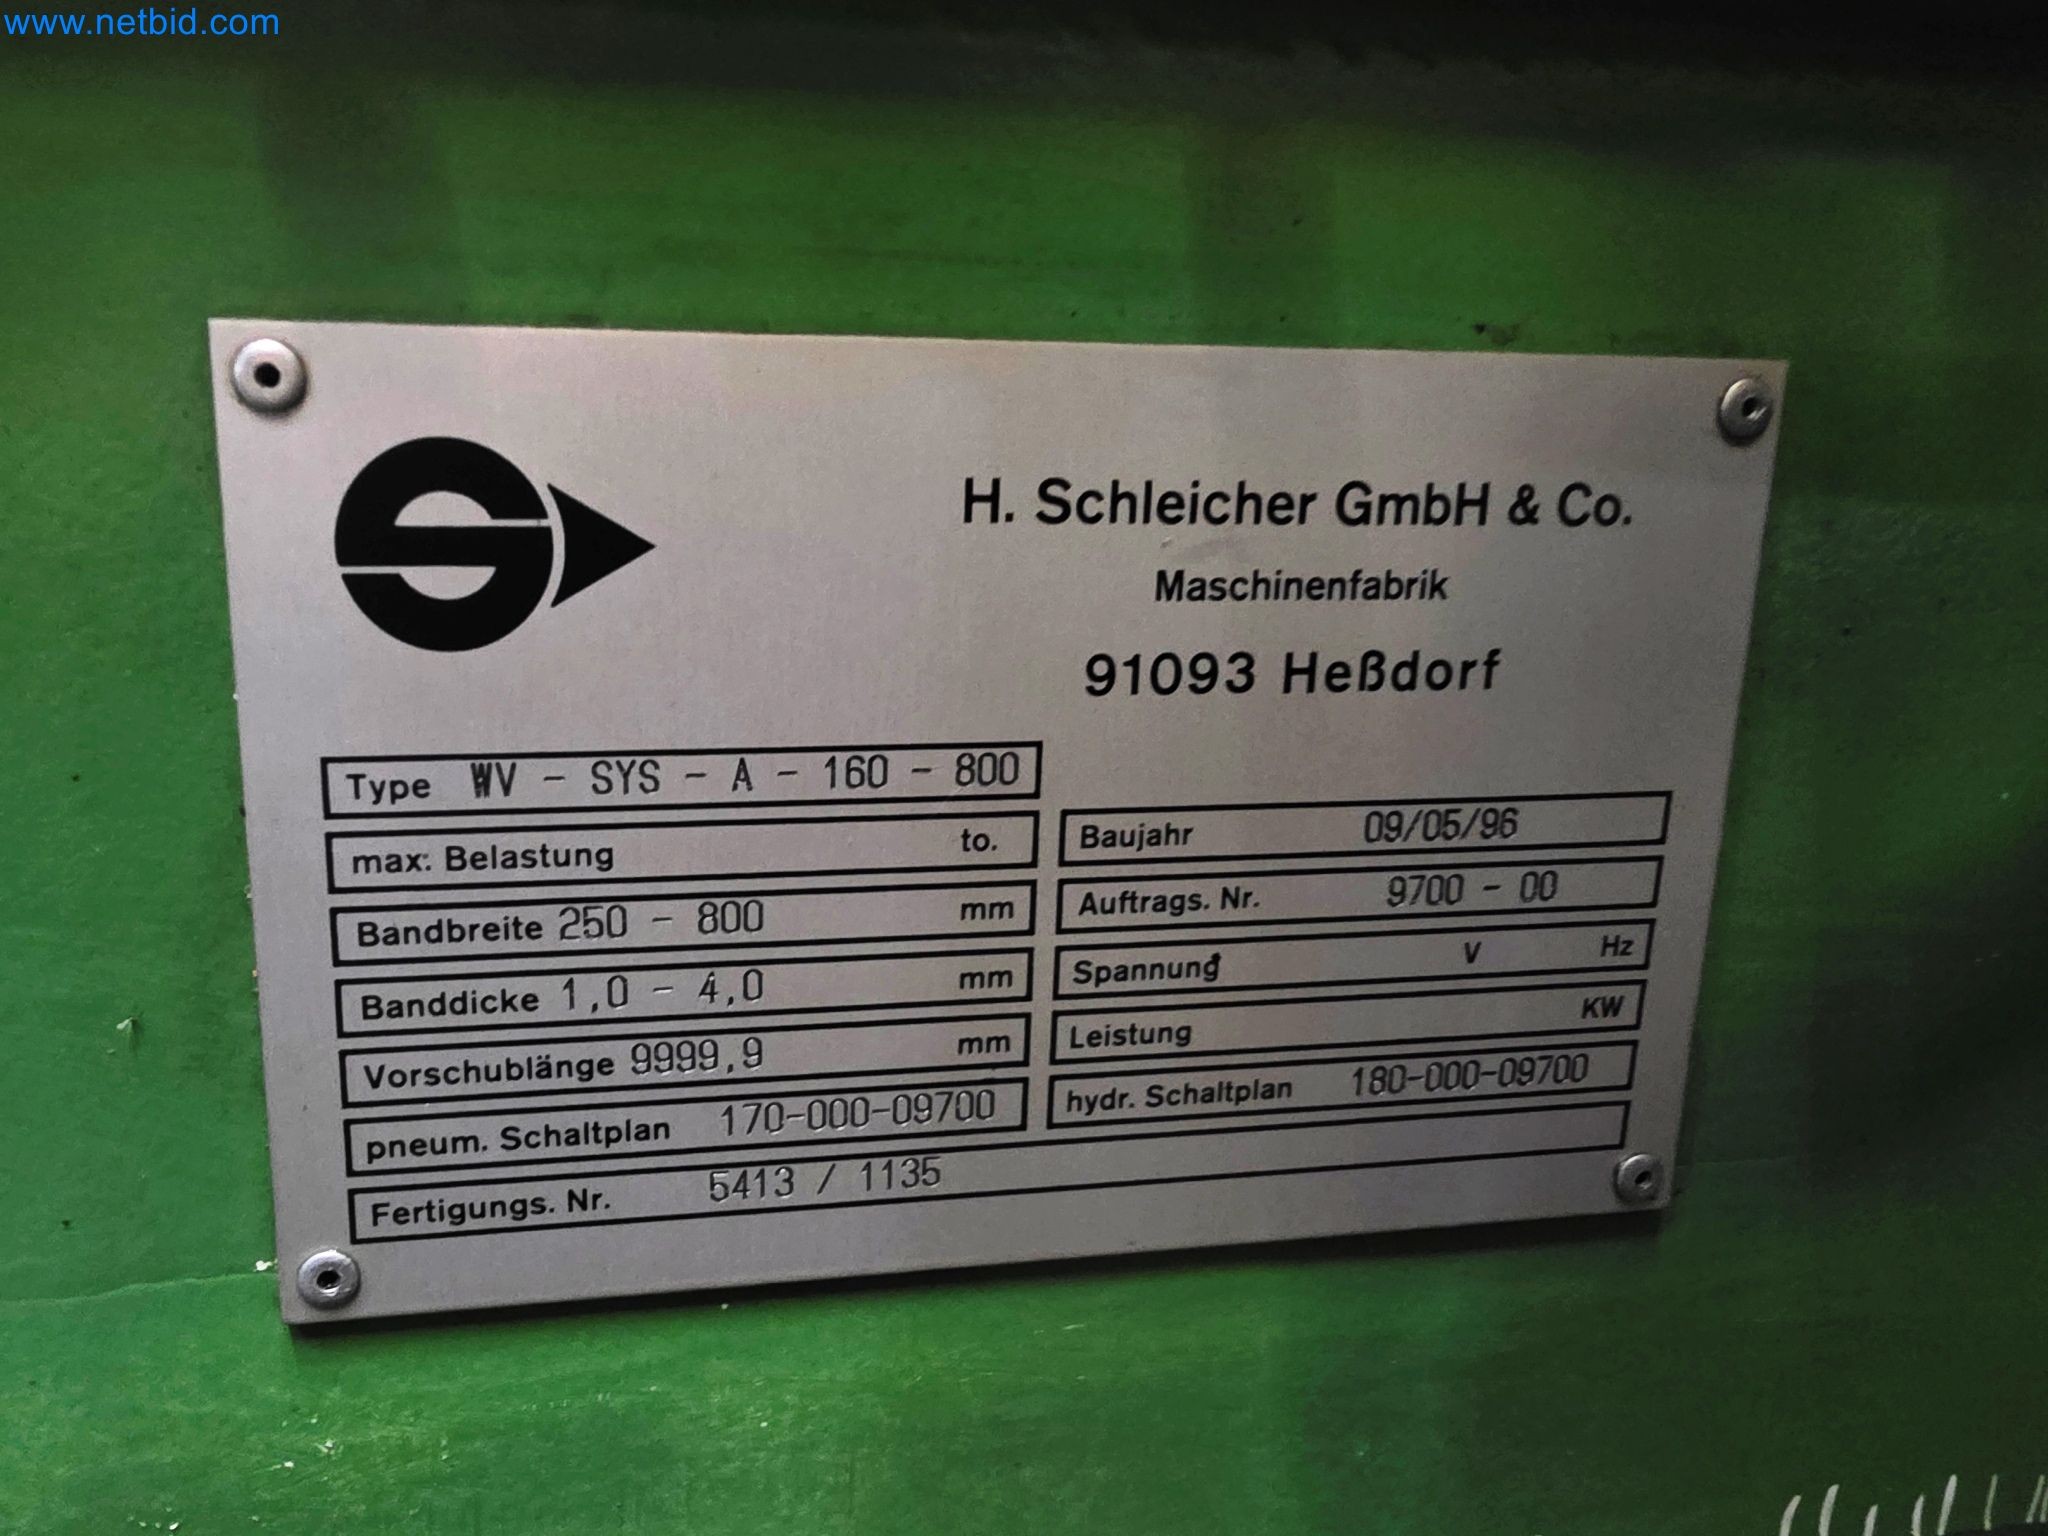 www.netbid.com
H. Schleicher GmbH & Co.
Maschinenfabrik
91093 Heßdorf
Type WV - SYS - A - 160 - 800
max. Belastung to.
Bandbreite 250 - 800 mm
Banddicke 1,0 - 4,0 mm
Vorschublänge 9999,9 mm
pneum. Schaltplan 170-000-09700
Baujahr 09/05/96
Auftrags. Nr. 9700 - 00
Spannung V Hz
Leistung KW
hydr. Schaltplan 180-000-09700
Fertigungs. Nr. 5413 / 1135